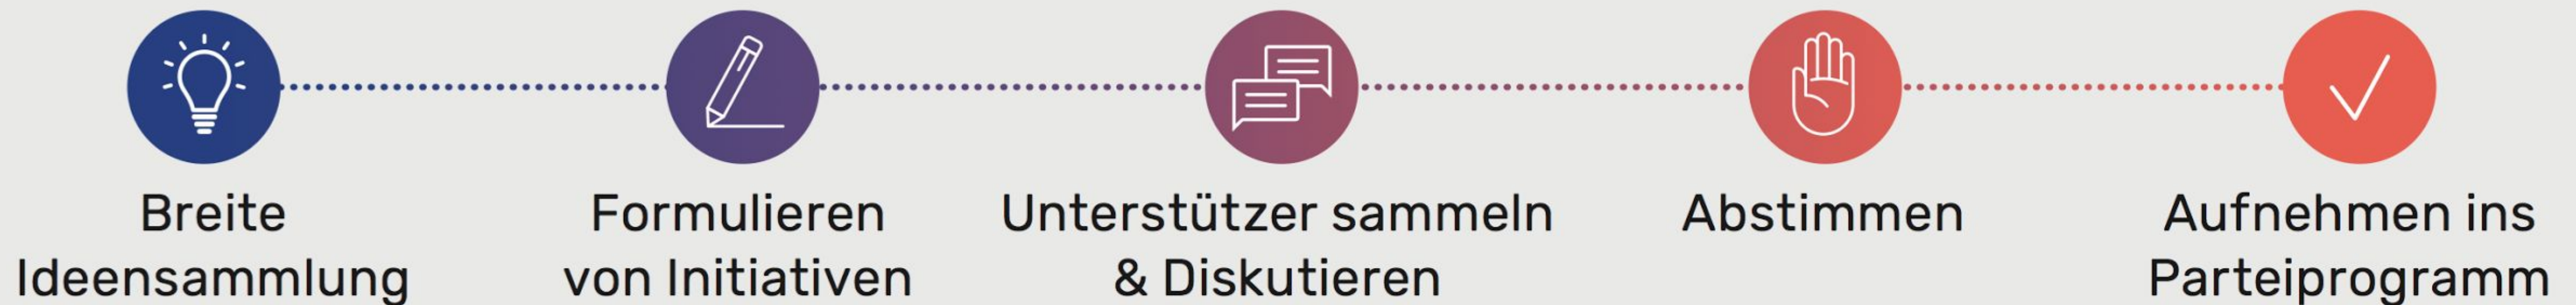 Breite
Ideensammlung
Formulieren
von Initiativen
Unterstützer sammeln
& Diskutieren
Abstimmen
Aufnehmen ins
Parteiprogramm